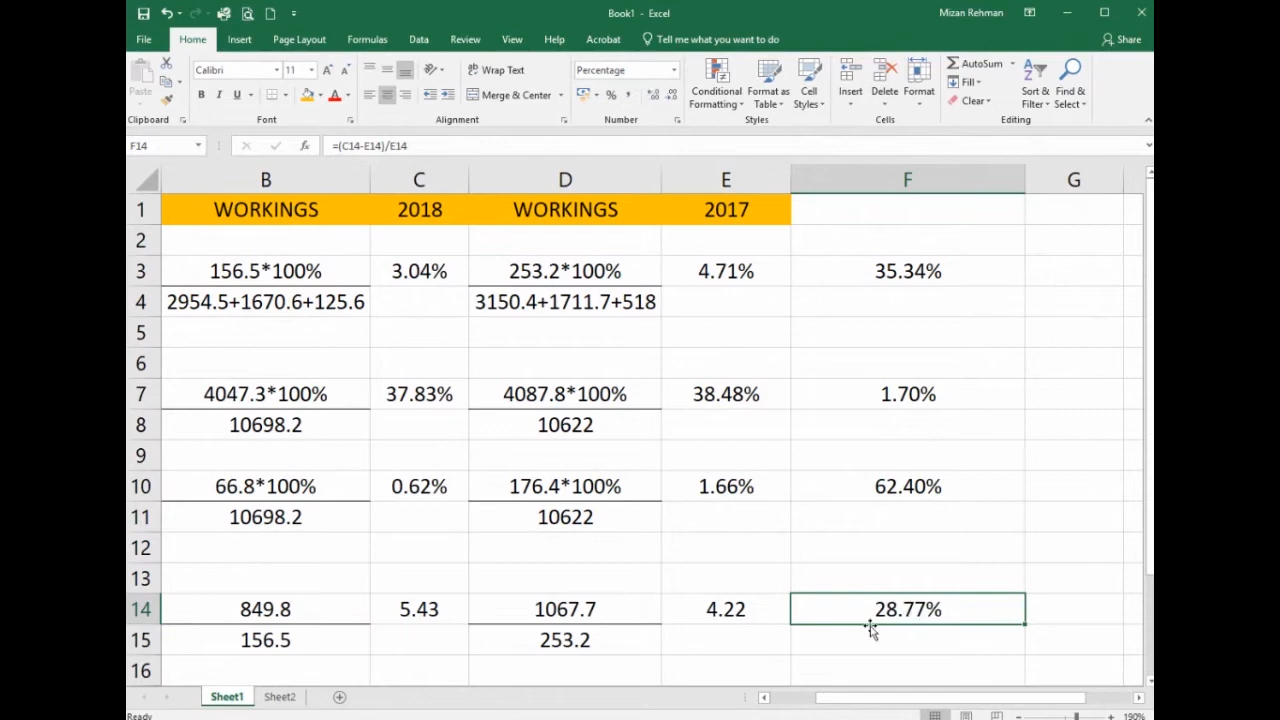 Book1 - Excel
Mizan Rehman
File Home Insert Page Layout Formulas Data Review View Help Acrobat Tell me what you want to do Share
Paste
Calibri 11 A A
B I U A
Wrap Text
Merge & Center
Percentage
% ,
Conditional Formatting
Format as Table
Cell Styles
Insert
Delete
Format
AutoSum
Fill
Clear
Sort & Filter
Find & Select
Clipboard Font Alignment Number Styles Cells Editing
F14 fx =(C14-E14)/E14
B C D E F G
1 WORKINGS 2018 WORKINGS 2017
2
3 156.5*100% 3.04% 253.2*100% 4.71% 35.34%
4 2954.5+1670.6+125.6 3150.4+1711.7+518
5
6
7 4047.3*100% 37.83% 4087.8*100% 38.48% 1.70%
8 10698.2 10622
9
10 66.8*100% 0.62% 176.4*100% 1.66% 62.40%
11 10698.2 10622
12
13
14 849.8 5.43 1067.7 4.22 28.77%
15 156.5 253.2
16
Sheet1 Sheet2
Ready 190%